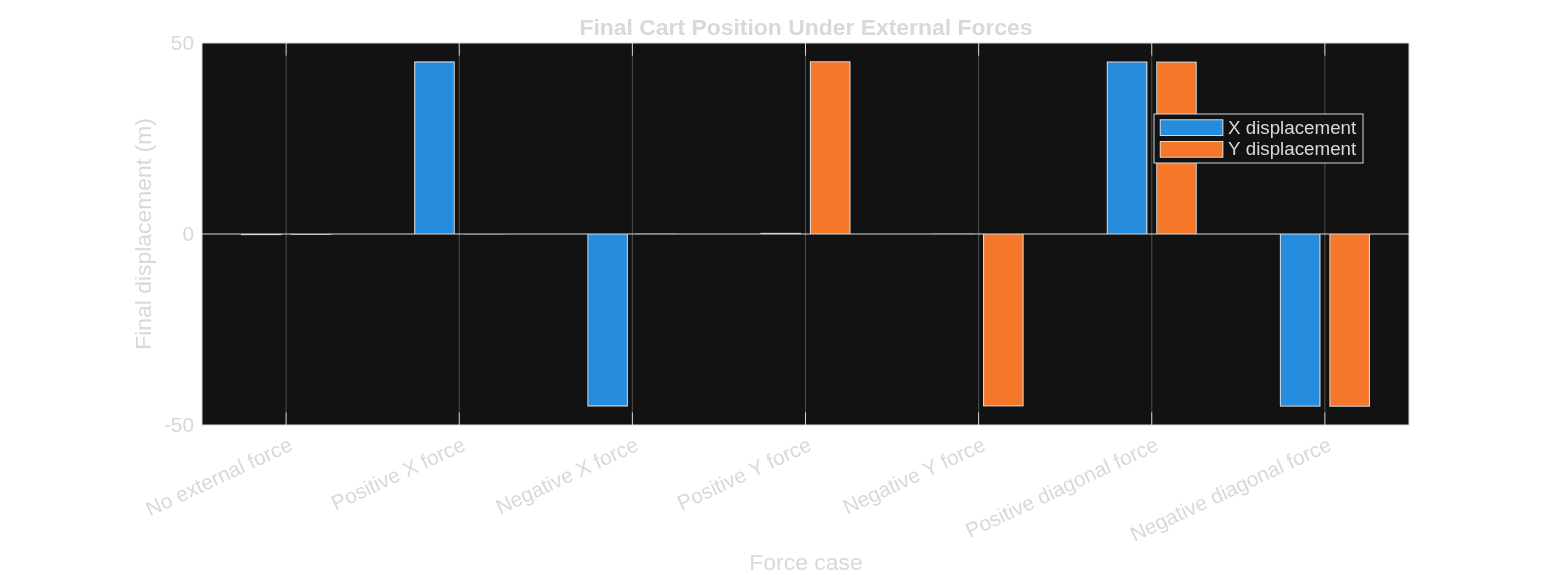 Final Cart Position Under External Forces
50
0
-50
Final displacement (m)
X displacement
Y displacement
No external force
Positive X force
Negative X force
Positive Y force
Negative Y force
Positive diagonal force
Negative diagonal force
Force case